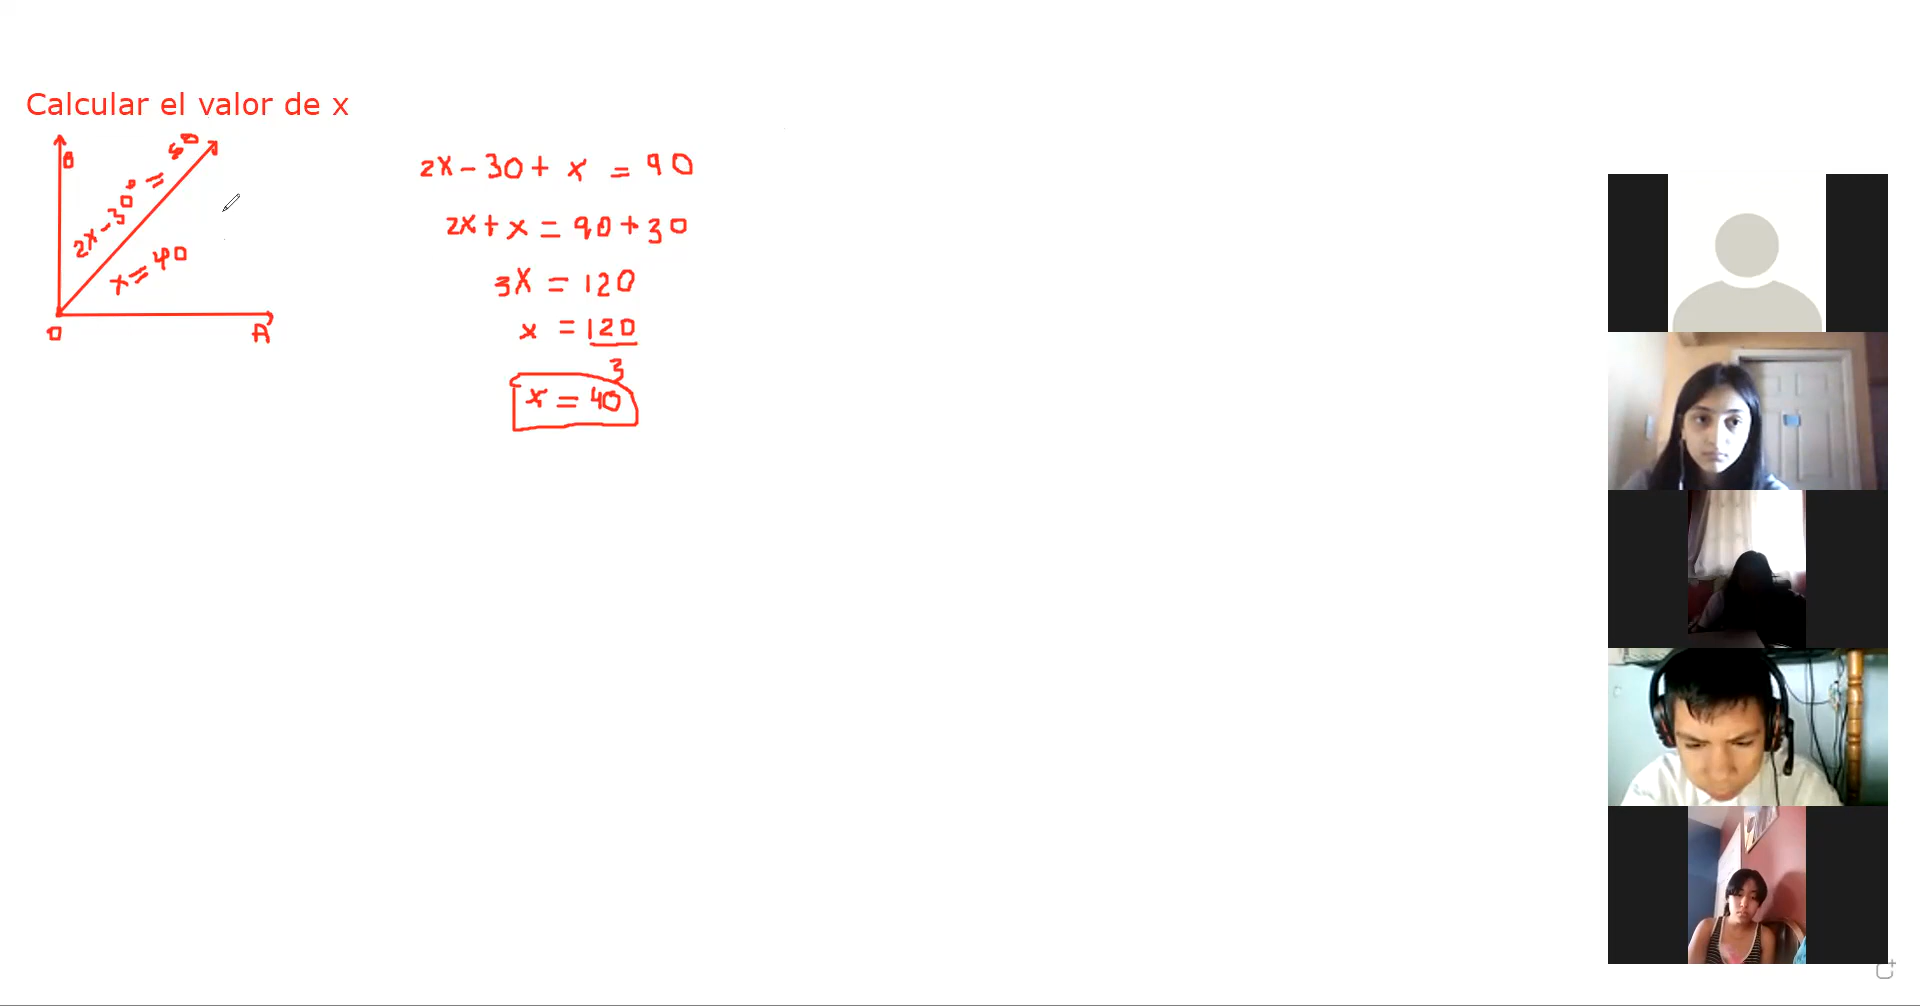 Calcular el valor de x
B
2x-30°=50
x=40
O
A
2x-30+x=90
2x+x=90+30
3x=120
x=120
3
x=40